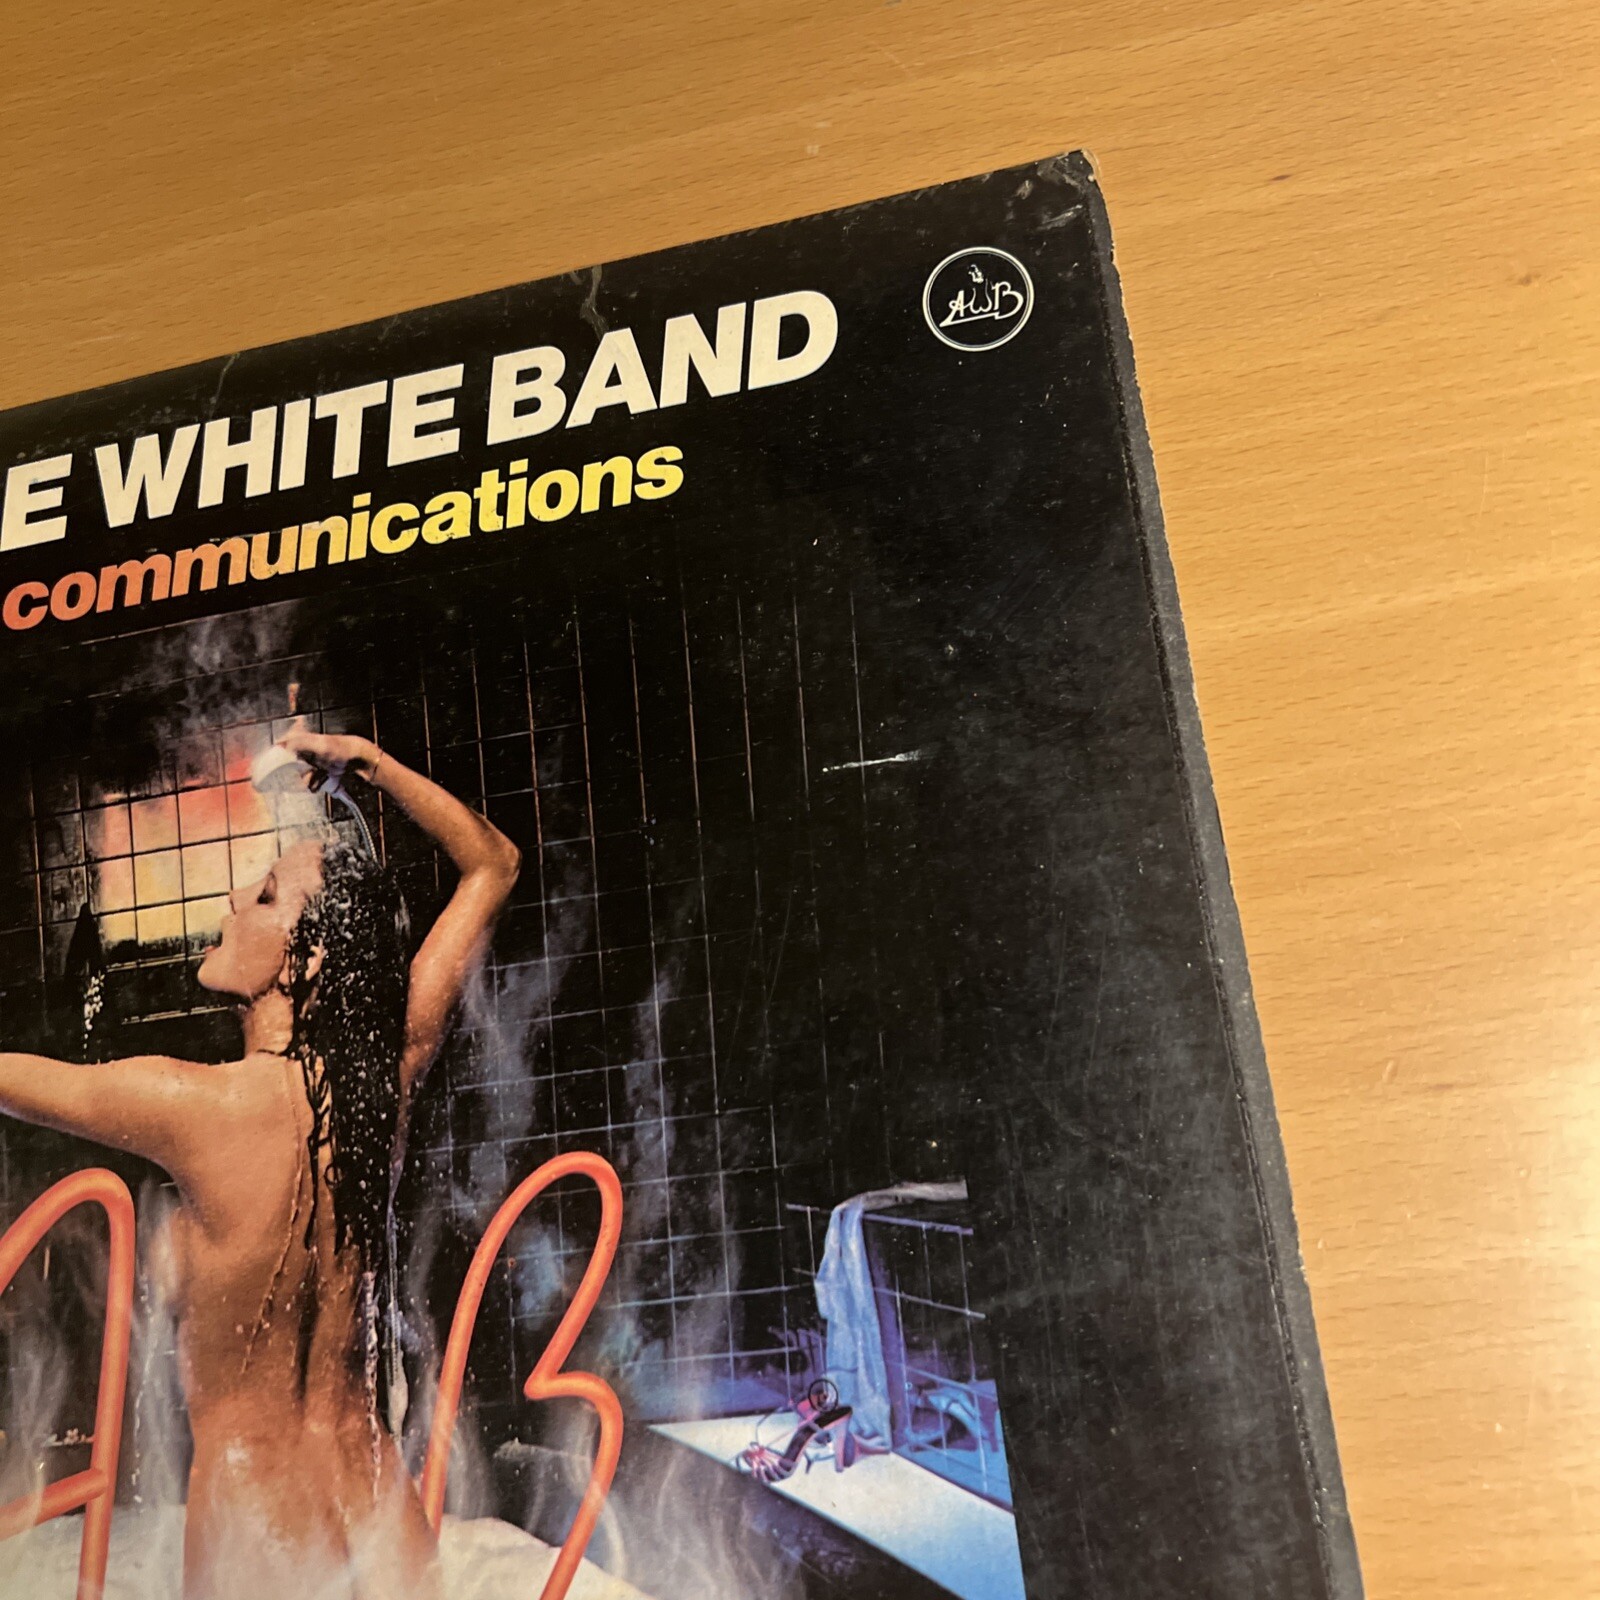 E WHITE BAND
communications
AWB
A B